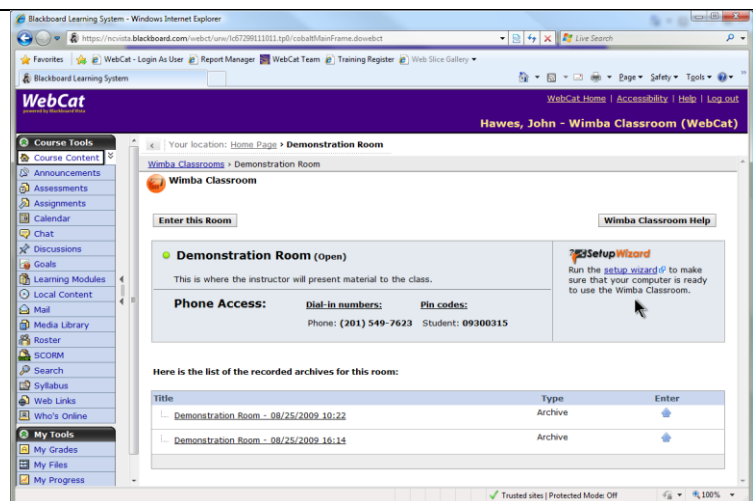 Blackboard Learning System - Windows Internet Explorer
https://ncvista.blackboard.com/webct/urw/lc67299111011.tp0/cobaltMainFrame.dowebct
Live Search
Favorites WebCat - Login As User Report Manager WebCat Team Training Register Web Slice Gallery
Blackboard Learning System
Page Safety Tools
WebCat
powered by Blackboard Vista
WebCat Home | Accessibility | Help | Log out
Hawes, John - Wimba Classroom (WebCat)
Course Tools
Course Content
Announcements
Assessments
Assignments
Calendar
Chat
Discussions
Goals
Learning Modules
Local Content
Mail
Media Library
Roster
SCORM
Search
Syllabus
Web Links
Who's Online
My Tools
My Grades
My Files
My Progress
Your location: Home Page › Demonstration Room
Wimba Classrooms › Demonstration Room
Wimba Classroom
Enter this Room
Wimba Classroom Help
Demonstration Room (Open)
This is where the instructor will present material to the class.
Phone Access:
Dial-in numbers:
Pin codes:
Phone: (201) 549-7623
Student: 09300315
SetupWizard
Run the setup wizard to make
sure that your computer is ready
to use the Wimba Classroom.
Here is the list of the recorded archives for this room:
Title Type Enter
Demonstration Room - 08/25/2009 10:22 Archive
Demonstration Room - 08/25/2009 16:14 Archive
Trusted sites | Protected Mode: Off
100%